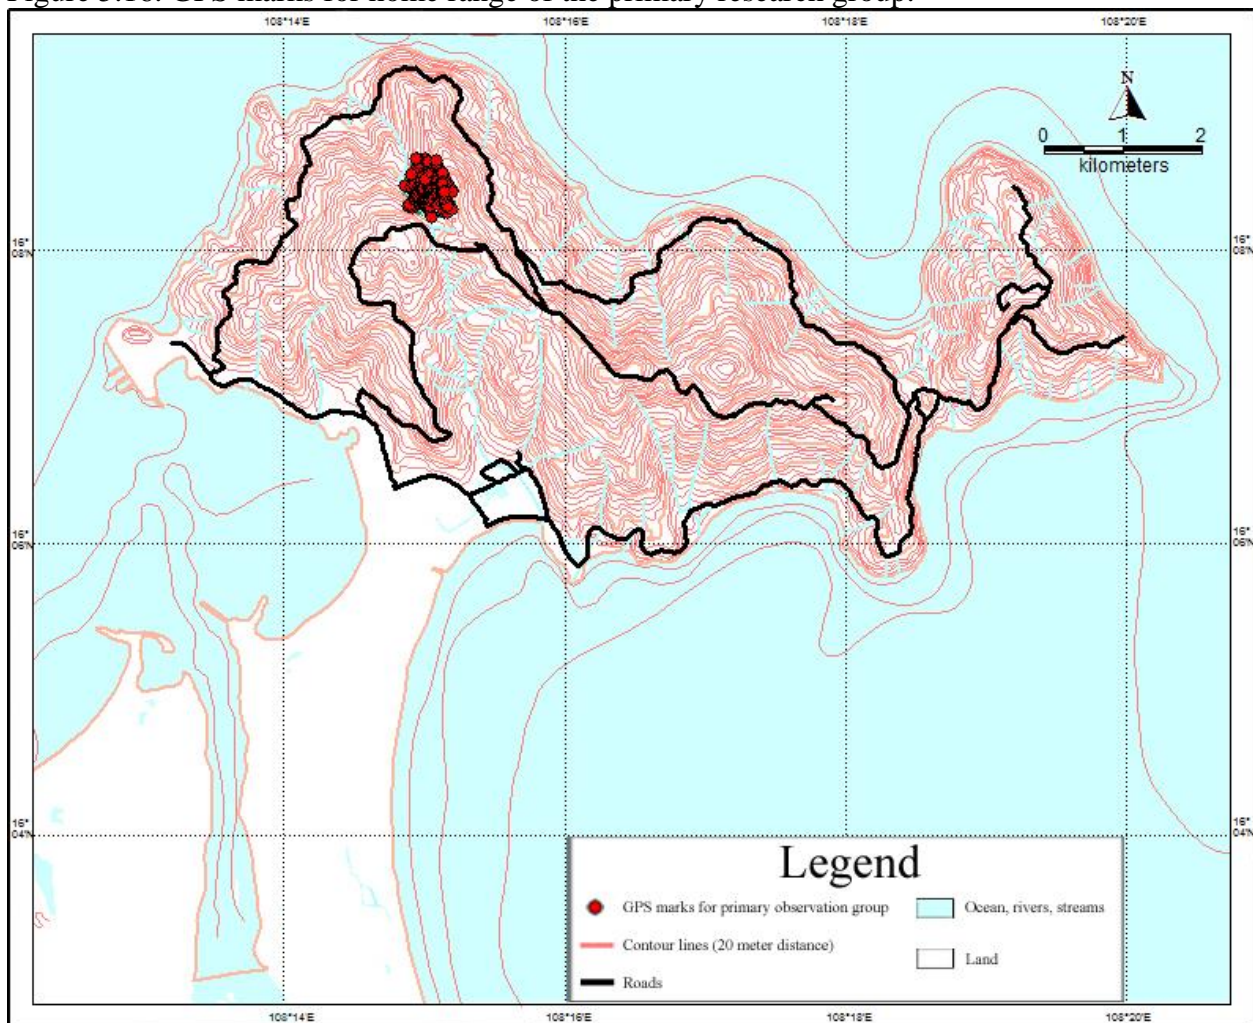 Figure 3.18. GPS marks for home range of the primary research group.
108°14'E 108°16'E 108°18'E 108°20'E
N
0 1 2
kilometers
16° 08'N
16° 08'N
16° 06'N
16° 06'N
16° 04'N
16° 04'N
Legend
GPS marks for primary observation group
Ocean, rivers, streams
Contour lines (20 meter distance)
Land
Roads
108°14'E 108°16'E 108°18'E 108°20'E